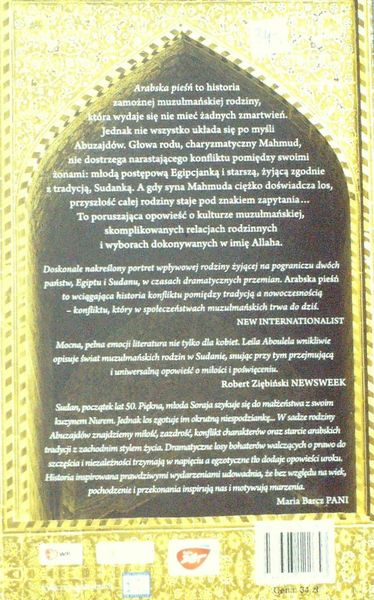 Arabska pieśń to historia
zamożnej muzułmańskiej rodziny,
która wydaje się nie mieć żadnych zmartwień.
Jednak nie wszystko układa się po myśli
Abuzajdów. Głowa rodu, charyzmatyczny Mahmud,
nie dostrzega narastającego konfliktu pomiędzy swoimi
żonami: młodą postępową Egipcjanką i starszą, żyjącą zgodnie
z tradycją, Sudanką. A gdy syna Mahmuda ciężko doświadcza los,
przyszłość całej rodziny staje pod znakiem zapytania...
To poruszająca opowieść o kulturze muzułmańskiej,
skomplikowanych relacjach rodzinnych
i wyborach dokonywanych w imię Allaha.
Doskonale nakreślony portret wpływowej rodziny żyjącej na pograniczu dwóch
państw, Egiptu i Sudanu, w czasach dramatycznych przemian. Arabska pieśń
to wciągająca historia konfliktu pomiędzy tradycją a nowoczesnością
– konfliktu, który w społeczeństwach muzułmańskich trwa do dziś.
NEW INTERNATIONALIST
Mocna, pełna emocji literatura nie tylko dla kobiet. Leila Aboulela wnikliwie
opisuje świat muzułmańskich rodzin w Sudanie, snując przy tym przejmującą
i uniwersalną opowieść o miłości i poświęceniu.
Robert Ziębiński NEWSWEEK
Sudan, początek lat 50. Piękna, młoda Soraja szykuje się do małżeństwa z swoim
kuzynem Nurem. Jednak los zgotuje im okrutną niespodziankę... W sadze rodziny
Abuzajdów znajdziemy miłość, zazdrość, konflikt charakterów oraz starcie arabskich
tradycji z zachodnim stylem życia. Dramatyczne losy bohaterów walczących o prawo do
szczęścia i niezależności trzymają w napięciu a egzotyczne tło dodaje opowieści uroku.
Historia inspirowana prawdziwymi wydarzeniami udowadnia, że bez względu na wiek,
pochodzenie i przekonania inspirują nas i motywują marzenia.
Maria Barcz PANI
Cena: 34 zł